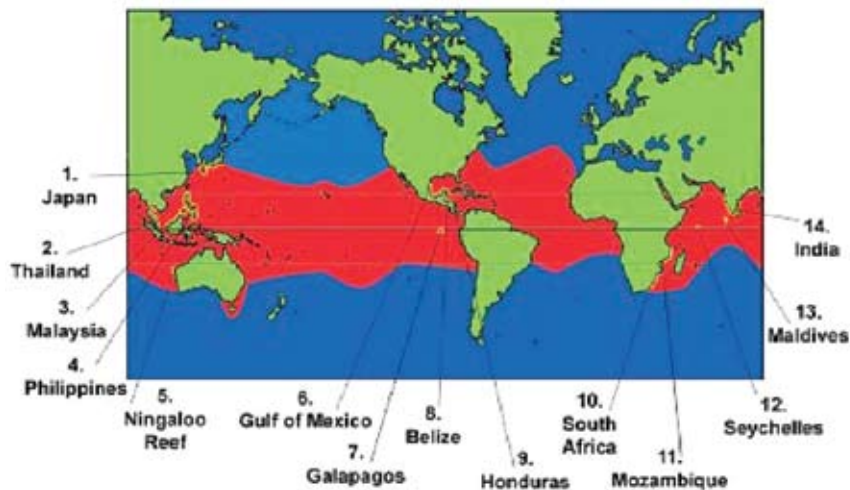 1.
Japan
2.
Thailand
3.
Malaysia
4.
Philippines
5.
Ningaloo
Reef
6.
Gulf of Mexico
7.
Galapagos
8.
Belize
9.
Honduras
10.
South
Africa
11.
Mozambique
12.
Seychelles
13.
Maldives
14.
India